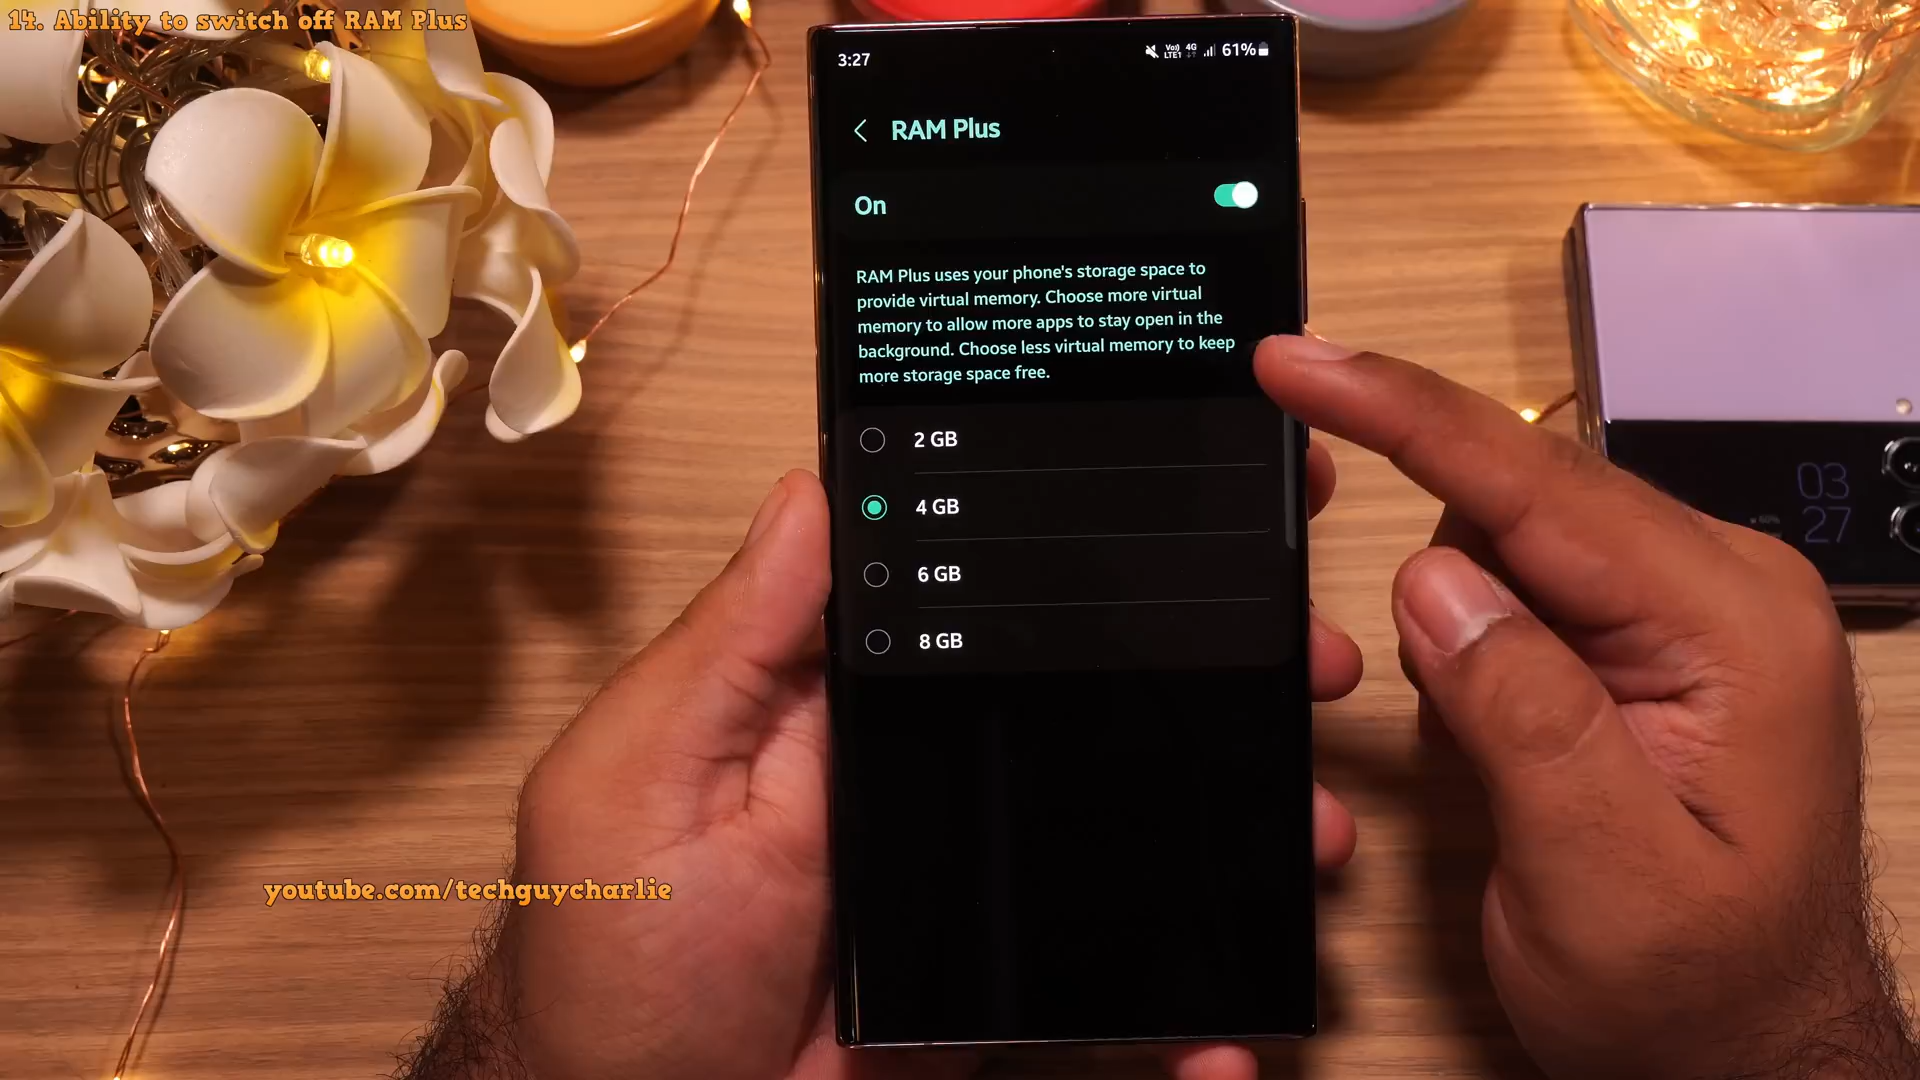 14. Ability to switch off RAM Plus
3:27
Vo) 4G 61%
LTE1
RAM Plus
On
RAM Plus uses your phone's storage space to
provide virtual memory. Choose more virtual
memory to allow more apps to stay open in the
background. Choose less virtual memory to keep
more storage space free.
2 GB
4 GB
6 GB
8 GB
03
27
youtube.com/techguycharlie